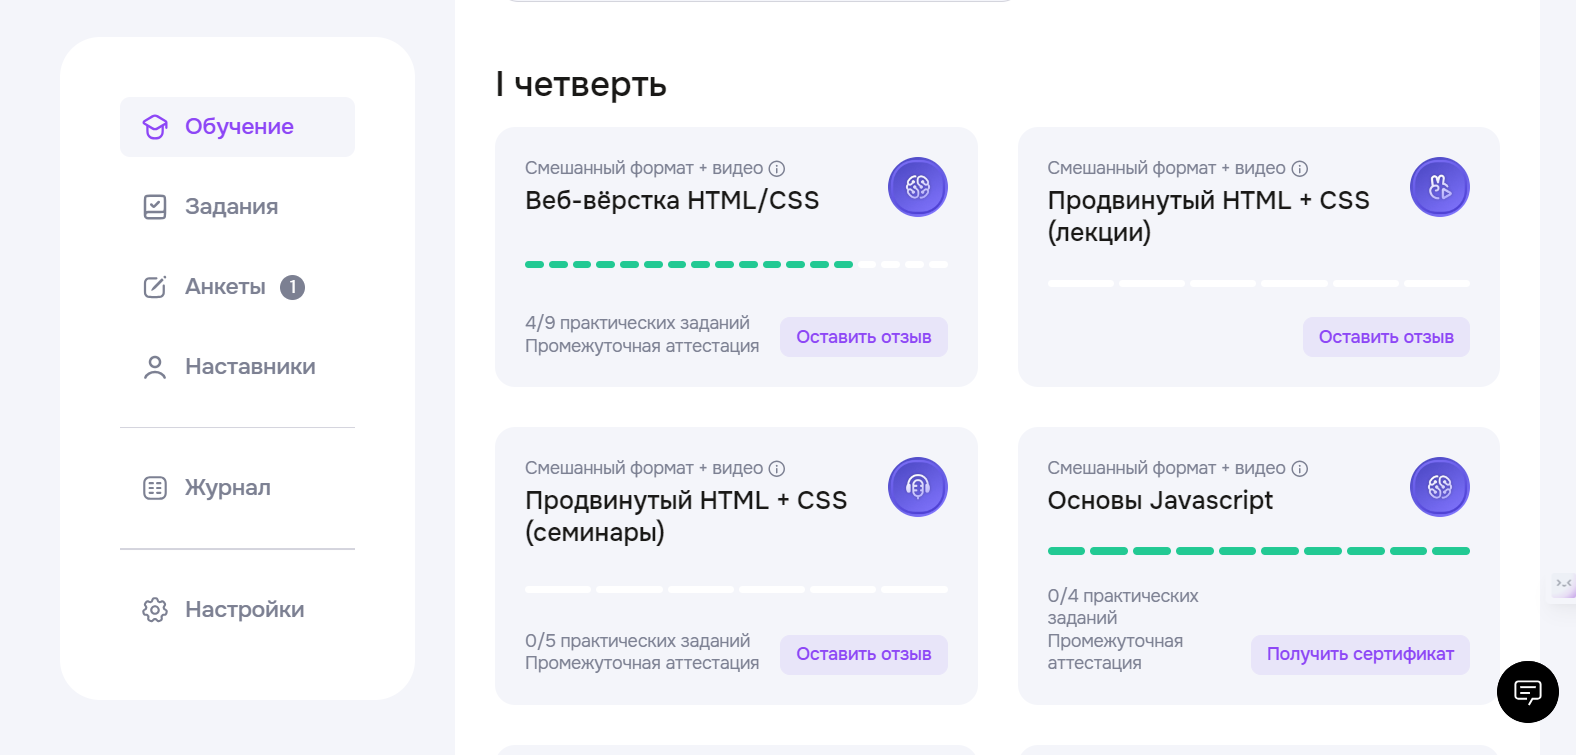 Обучение
Задания
Анкеты 1
Наставники
Журнал
Настройки
I четверть
Смешанный формат + видео
Веб-вёрстка HTML/CSS
4/9 практических заданий
Промежуточная аттестация
Оставить отзыв
Смешанный формат + видео
Продвинутый HTML + CSS
(лекции)
Оставить отзыв
Смешанный формат + видео
Продвинутый HTML + CSS
(семинары)
0/5 практических заданий
Промежуточная аттестация
Оставить отзыв
Смешанный формат + видео
Основы Javascript
0/4 практических
заданий
Промежуточная
аттестация
Получить сертификат